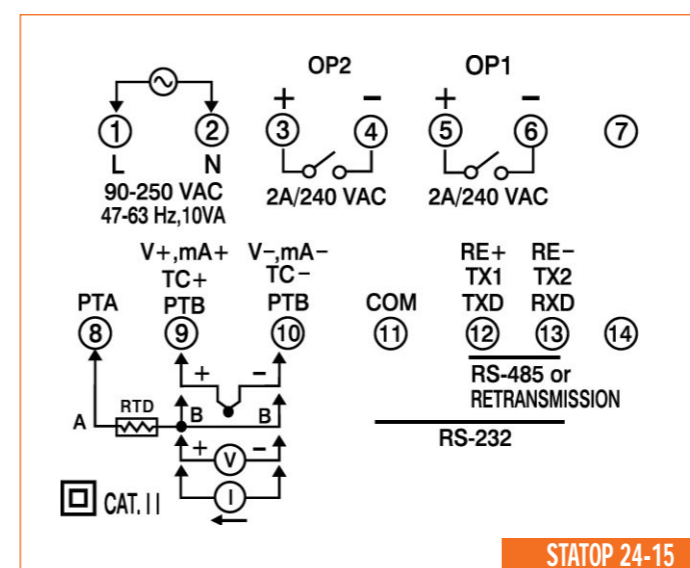 OP2 OP1
+ − + −
1 2 3 4 5 6 7
L N
90-250 VAC 2A/240 VAC 2A/240 VAC
47-63 Hz,10VA
V+,mA+ V−,mA− RE+ RE−
TC+ TC− TX1 TX2
PTA PTB PTB COM TXD RXD
8 9 10 11 12 13 14
+ −
RS-485 or
RETRANSMISSION
RTD
A B B
RS-232
+ V −
I
CAT.II
STATOP 24-15